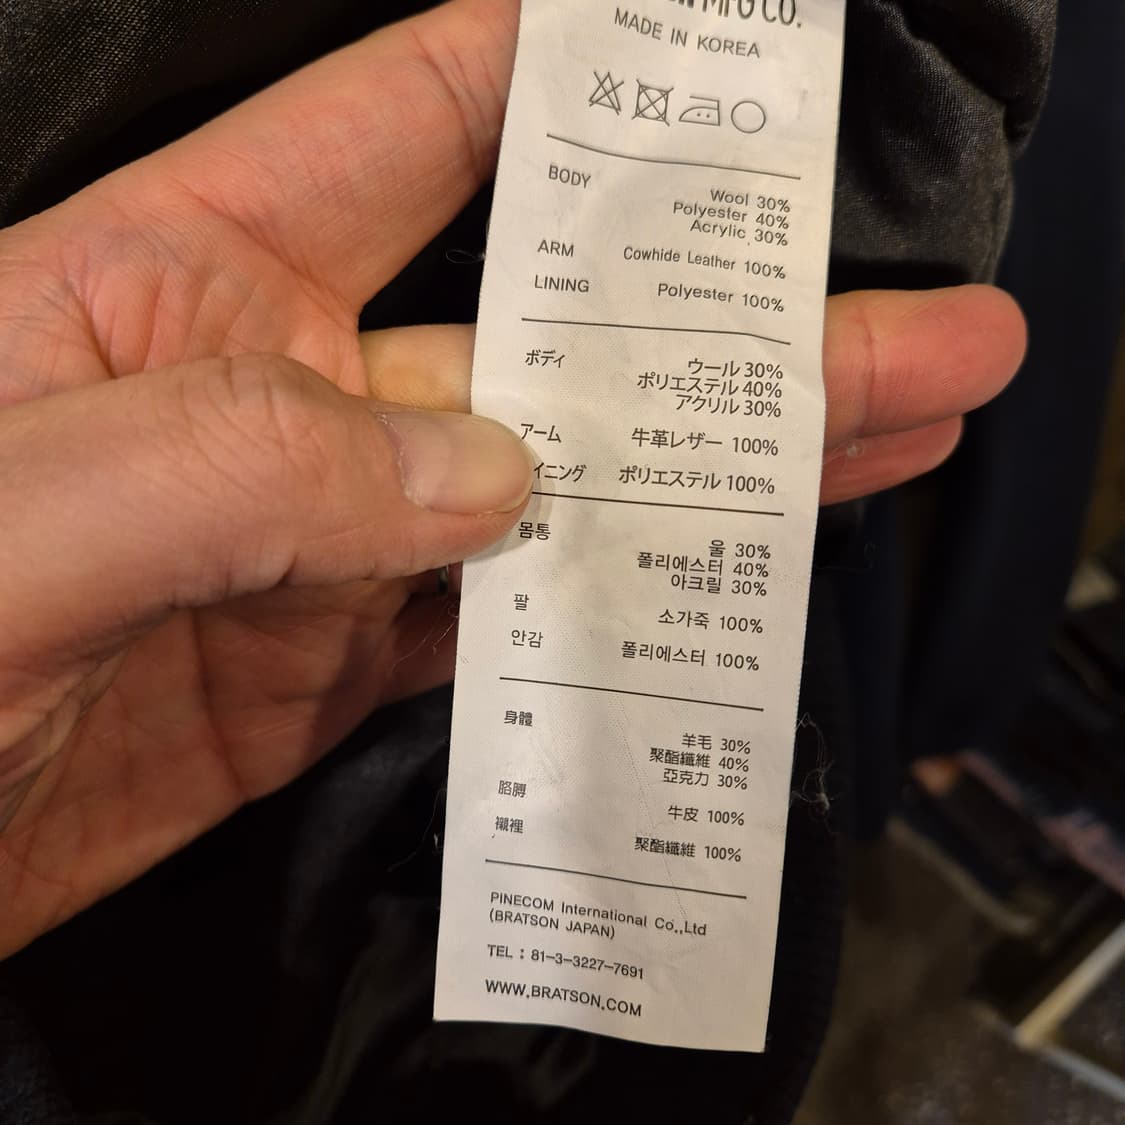 MFG CO.
MADE IN KOREA
BODY Wool 30%
Polyester 40%
Acrylic 30%
ARM Cowhide Leather 100%
LINING Polyester 100%
ボディ ウール 30%
ポリエステル 40%
アクリル 30%
アーム 牛革レザー 100%
イニング ポリエステル 100%
몸통 울 30%
폴리에스터 40%
아크릴 30%
팔 소가죽 100%
안감 폴리에스터 100%
身體 羊毛 30%
聚酯纖維 40%
亞克力 30%
胳膊 牛皮 100%
襯裡 聚酯纖維 100%
PINECOM International Co.,Ltd
(BRATSON JAPAN)
TEL : 81-3-3227-7691
WWW.BRATSON.COM